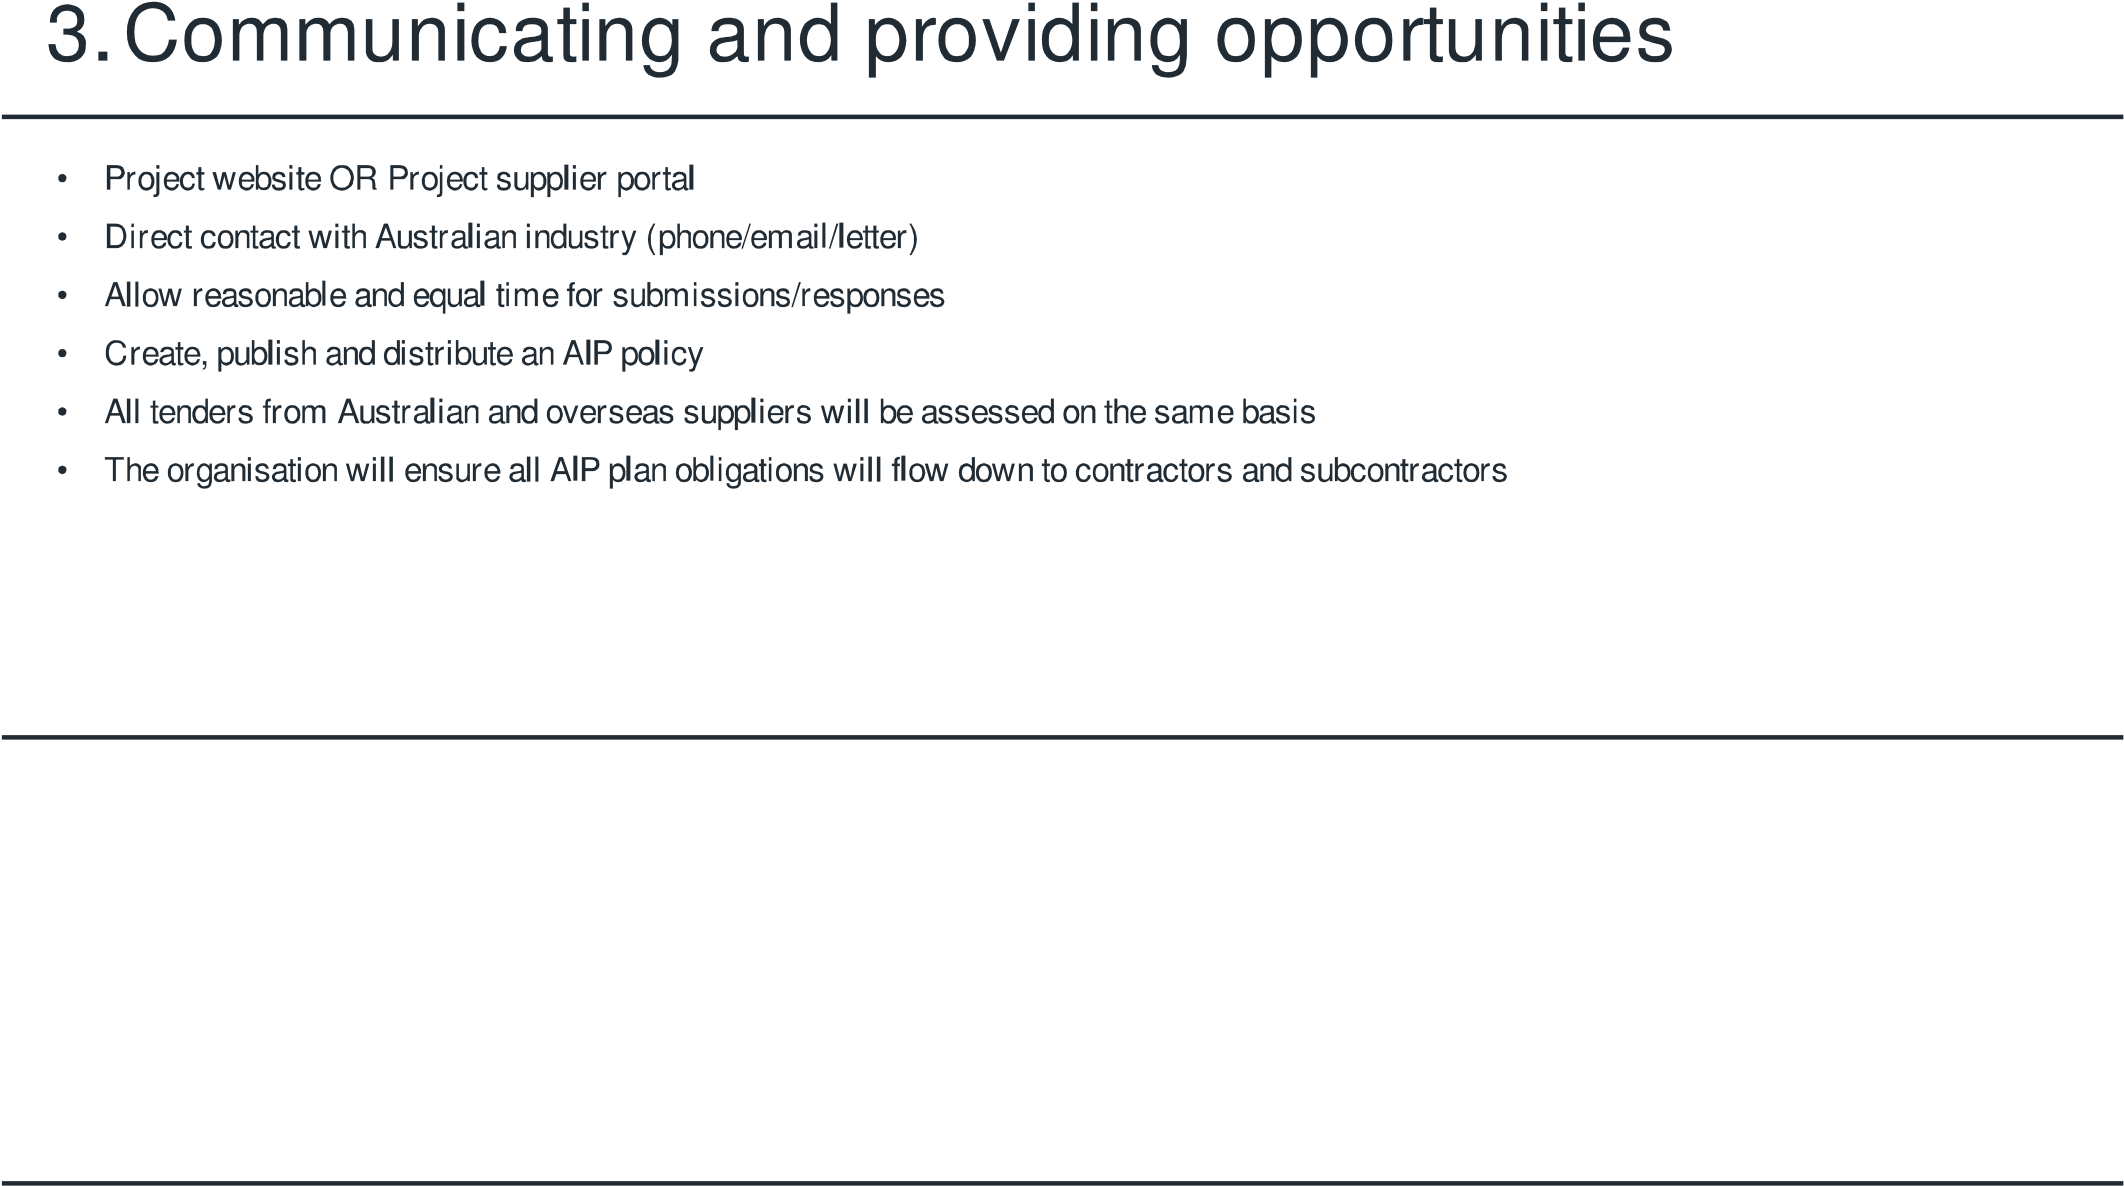 3. Communicating and providing opportunities
• Project website OR Project supplier portal
• Direct contact with Australian industry (phone/email/letter)
• Allow reasonable and equal time for submissions/responses
• Create, publish and distribute an AIP policy
• All tenders from Australian and overseas suppliers will be assessed on the same basis
• The organisation will ensure all AIP plan obligations will flow down to contractors and subcontractors